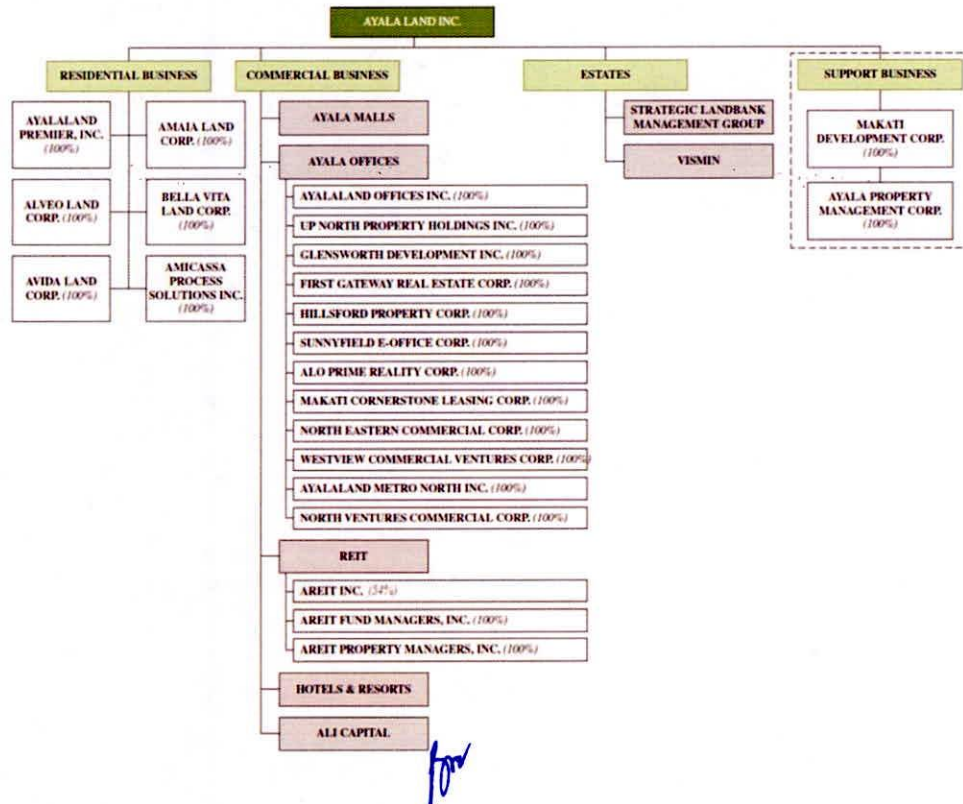 AYALA LAND INC.
RESIDENTIAL BUSINESS
AYALALAND
PREMIER, INC.
(100%)
AMAIA LAND
CORP. (100%)
ALVEO LAND
CORP. (100%)
BELLA VITA
LAND CORP.
(100%)
AVIDA LAND
CORP. (100%)
AMICASSA
PROCESS
SOLUTIONS INC.
(100%)
COMMERCIAL BUSINESS
AYALA MALLS
AYALA OFFICES
AYALALAND OFFICES INC. (100%)
UP NORTH PROPERTY HOLDINGS INC. (100%)
GLENSWORTH DEVELOPMENT INC. (100%)
FIRST GATEWAY REAL ESTATE CORP. (100%)
HILLSFORD PROPERTY CORP. (100%)
SUNNYFIELD E-OFFICE CORP. (100%)
ALO PRIME REALITY CORP. (100%)
MAKATI CORNERSTONE LEASING CORP. (100%)
NORTH EASTERN COMMERCIAL CORP. (100%)
WESTVIEW COMMERCIAL VENTURES CORP. (100%)
AYALALAND METRO NORTH INC. (100%)
NORTH VENTURES COMMERCIAL CORP. (100%)
REIT
AREIT INC. (54%)
AREIT FUND MANAGERS, INC. (100%)
AREIT PROPERTY MANAGERS, INC. (100%)
HOTELS & RESORTS
ALI CAPITAL
ESTATES
STRATEGIC LANDBANK
MANAGEMENT GROUP
VISMIN
SUPPORT BUSINESS
MAKATI
DEVELOPMENT CORP.
(100%)
AYALA PROPERTY
MANAGEMENT CORP.
(100%)